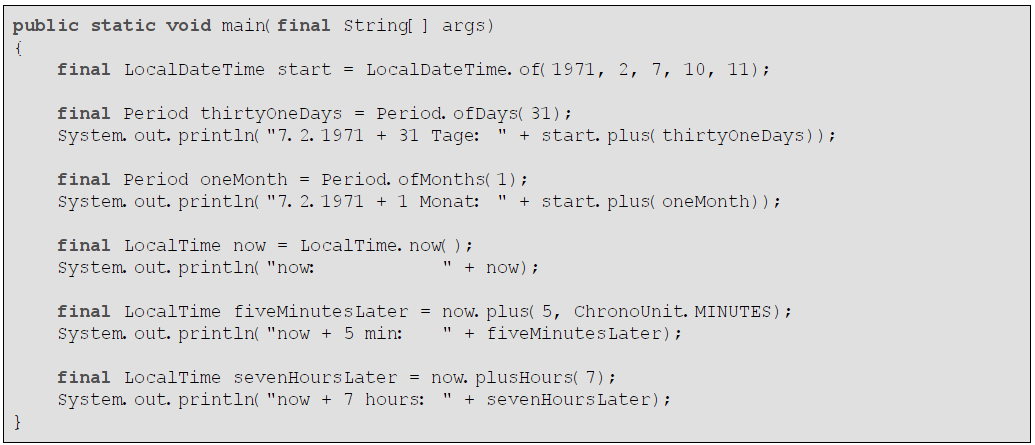 public static void main(final String[] args)
{
    final LocalDateTime start = LocalDateTime.of(1971, 2, 7, 10, 11);

    final Period thirtyOneDays = Period.ofDays(31);
    System.out.println("7.2.1971 + 31 Tage: " + start.plus(thirtyOneDays));

    final Period oneMonth = Period.ofMonths(1);
    System.out.println("7.2.1971 + 1 Monat: " + start.plus(oneMonth));

    final LocalTime now = LocalTime.now();
    System.out.println("now:            " + now);

    final LocalTime fiveMinutesLater = now.plus(5, ChronoUnit.MINUTES);
    System.out.println("now + 5 min:    " + fiveMinutesLater);

    final LocalTime sevenHoursLater = now.plusHours(7);
    System.out.println("now + 7 hours: " + sevenHoursLater);
}